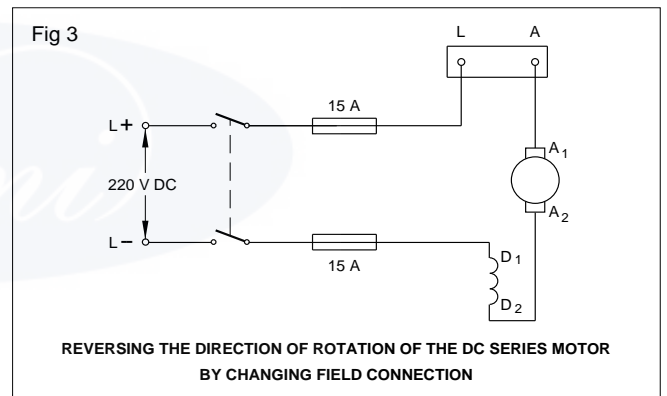 Fig 3
L A
15 A
L+
A1
220 V DC
A2
L–
15 A
D1
D2
REVERSING THE DIRECTION OF ROTATION OF THE DC SERIES MOTOR
BY CHANGING FIELD CONNECTION